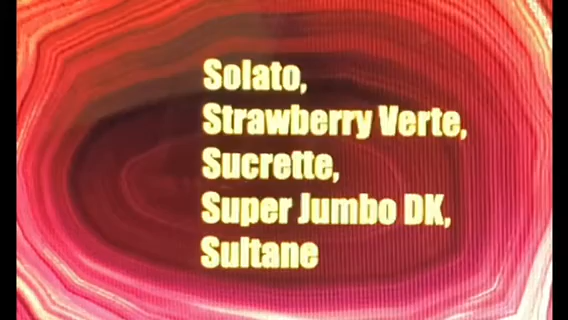 Solato,
Strawberry Verte,
Sucrette,
Super Jumbo DK,
Sultane